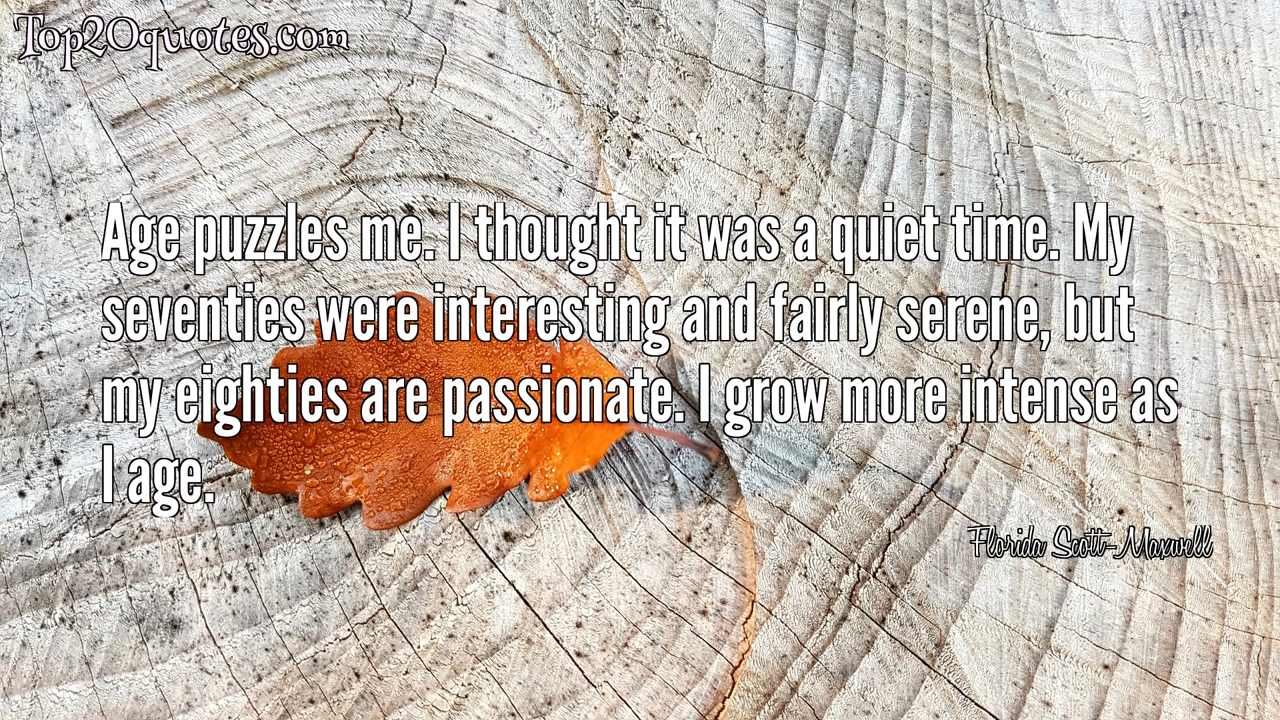 Top20quotes.com
Age puzzles me. I thought it was a quiet time. My
seventies were interesting and fairly serene, but
my eighties are passionate. I grow more intense as
I age.
Florida Scott-Maxwell